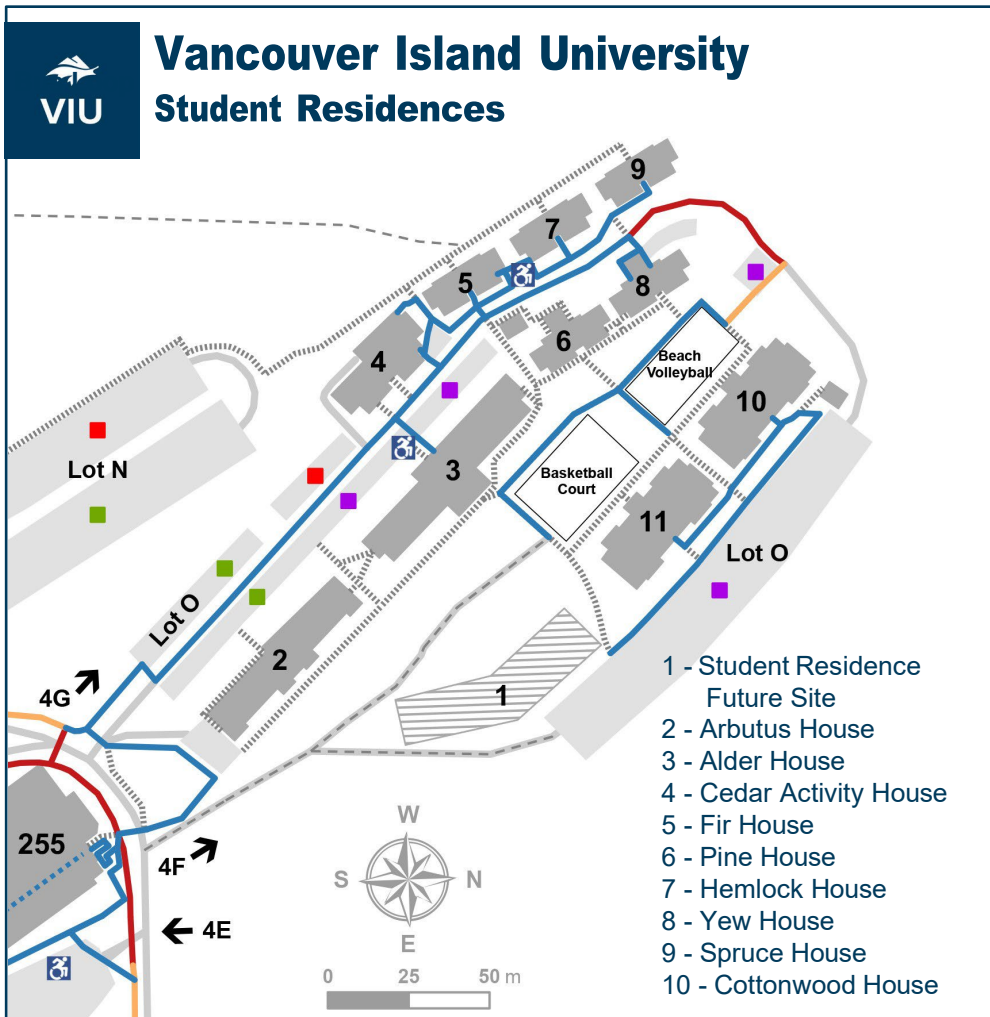 VIU
Vancouver Island University
Student Residences
9
7
5
8
6
4
Beach
Volleyball
10
3
Lot N
Basketball
Court
11
Lot O
Lot O
2
1
4G
255
4F
4E
W
S
N
E
0 25 50 m
1 - Student Residence
Future Site
2 - Arbutus House
3 - Alder House
4 - Cedar Activity House
5 - Fir House
6 - Pine House
7 - Hemlock House
8 - Yew House
9 - Spruce House
10 - Cottonwood House